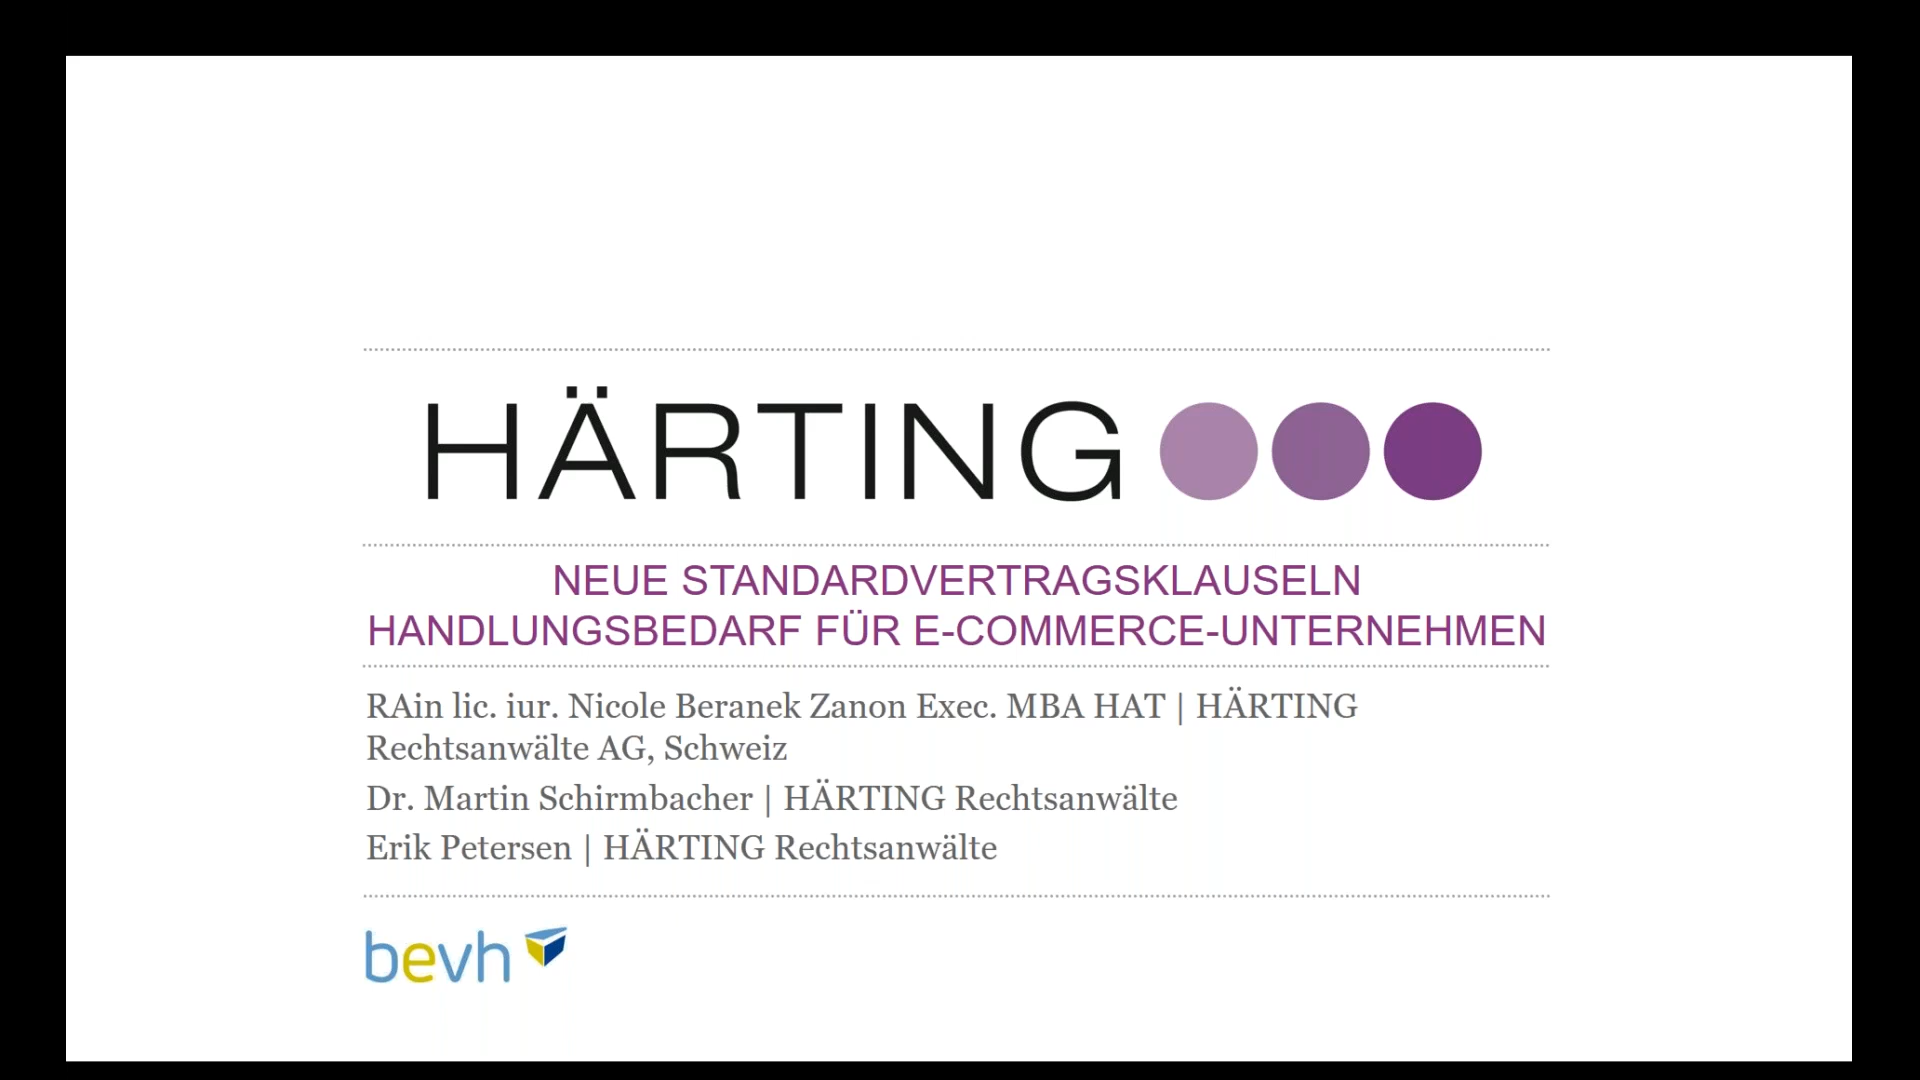 HÄRTING
NEUE STANDARDVERTRAGSKLAUSELN
HANDLUNGSBEDARF FÜR E-COMMERCE-UNTERNEHMEN
RAin lic. iur. Nicole Beranek Zanon Exec. MBA HAT | HÄRTING
Rechtsanwälte AG, Schweiz
Dr. Martin Schirmbacher | HÄRTING Rechtsanwälte
Erik Petersen | HÄRTING Rechtsanwälte
bevh